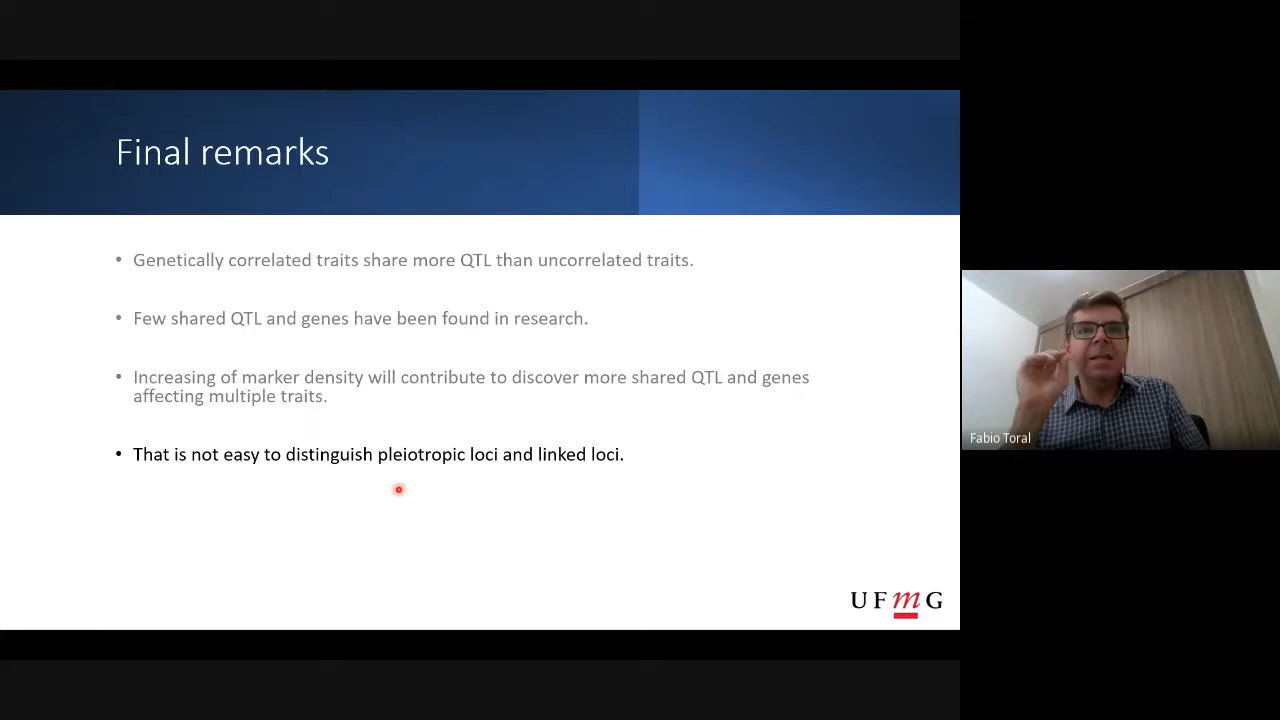 Final remarks
• Genetically correlated traits share more QTL than uncorrelated traits.
• Few shared QTL and genes have been found in research.
• Increasing of marker density will contribute to discover more shared QTL and genes
affecting multiple traits.
• That is not easy to distinguish pleiotropic loci and linked loci.
Fabio Toral
UFmG